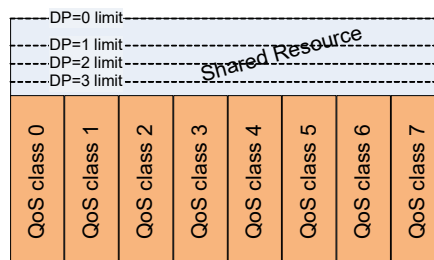 DP=0 limit
DP=1 limit
DP=2 limit
DP=3 limit
Shared Resource
QoS class 0
QoS class 1
QoS class 2
QoS class 3
QoS class 4
QoS class 5
QoS class 6
QoS class 7